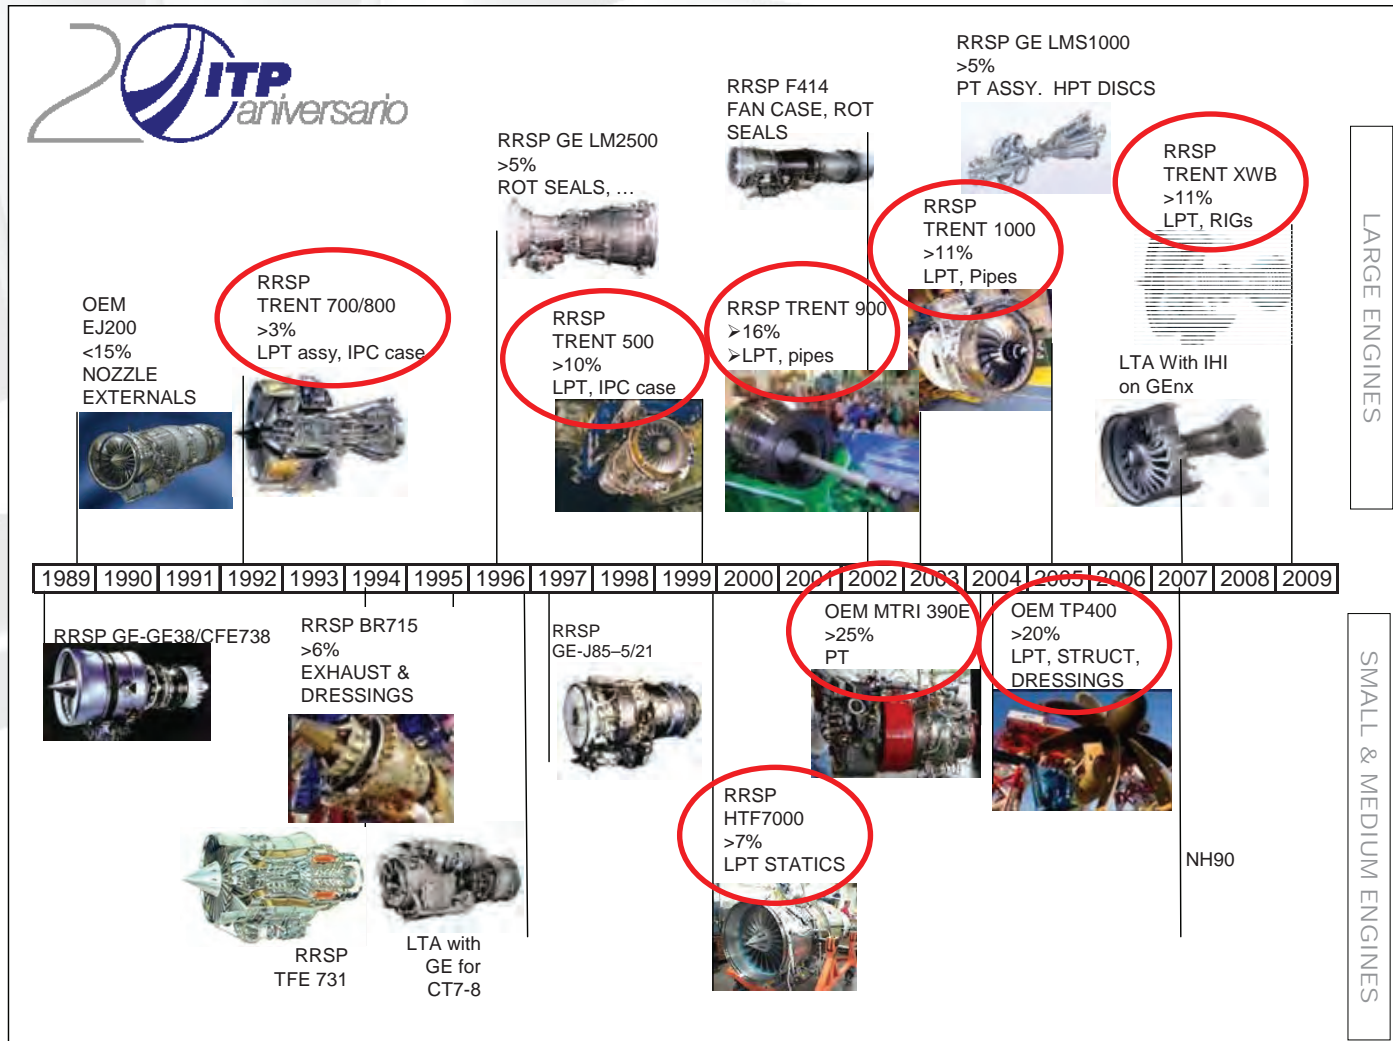 20 ITP
aniversario
RRSP GE LMS1000
>5%
PT ASSY. HPT DISCS
RRSP F414
FAN CASE, ROT
SEALS
RRSP GE LM2500
>5%
ROT SEALS, …
RRSP
TRENT XWB
>11%
LPT, RIGs
RRSP
TRENT 1000
>11%
LPT, Pipes
RRSP
TRENT 700/800
>3%
LPT assy, IPC case
OEM
EJ200
<15%
NOZZLE
EXTERNALS
RRSP
TRENT 500
>10%
LPT, IPC case
RRSP TRENT 900
➢16%
➢LPT, pipes
LTA With IHI
on GEnx
LARGE ENGINES
1989 1990 1991 1992 1993 1994 1995 1996 1997 1998 1999 2000 2001 2002 2003 2004 2005 2006 2007 2008 2009
RRSP GE-GE38/CFE738
RRSP BR715
>6%
EXHAUST &
DRESSINGS
RRSP
GE-J85–5/21
OEM MTRI 390E
>25%
PT
OEM TP400
>20%
LPT, STRUCT,
DRESSINGS
RRSP
HTF7000
>7%
LPT STATICS
NH90
RRSP
TFE 731
LTA with
GE for
CT7-8
SMALL & MEDIUM ENGINES